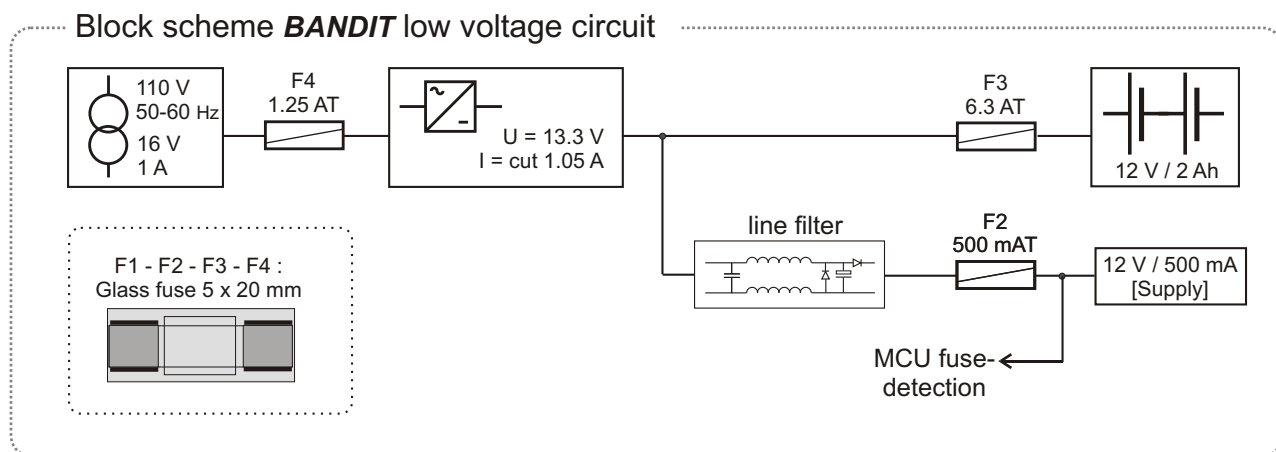 Block scheme BANDIT low voltage circuit
110 V
50-60 Hz
16 V
1 A
F4
1.25 AT
~
-
U = 13.3 V
I = cut 1.05 A
F3
6.3 AT
12 V / 2 Ah
line filter
F2
500 mAT
12 V / 500 mA
[Supply]
MCU fuse-
detection
F1 - F2 - F3 - F4 :
Glass fuse 5 x 20 mm